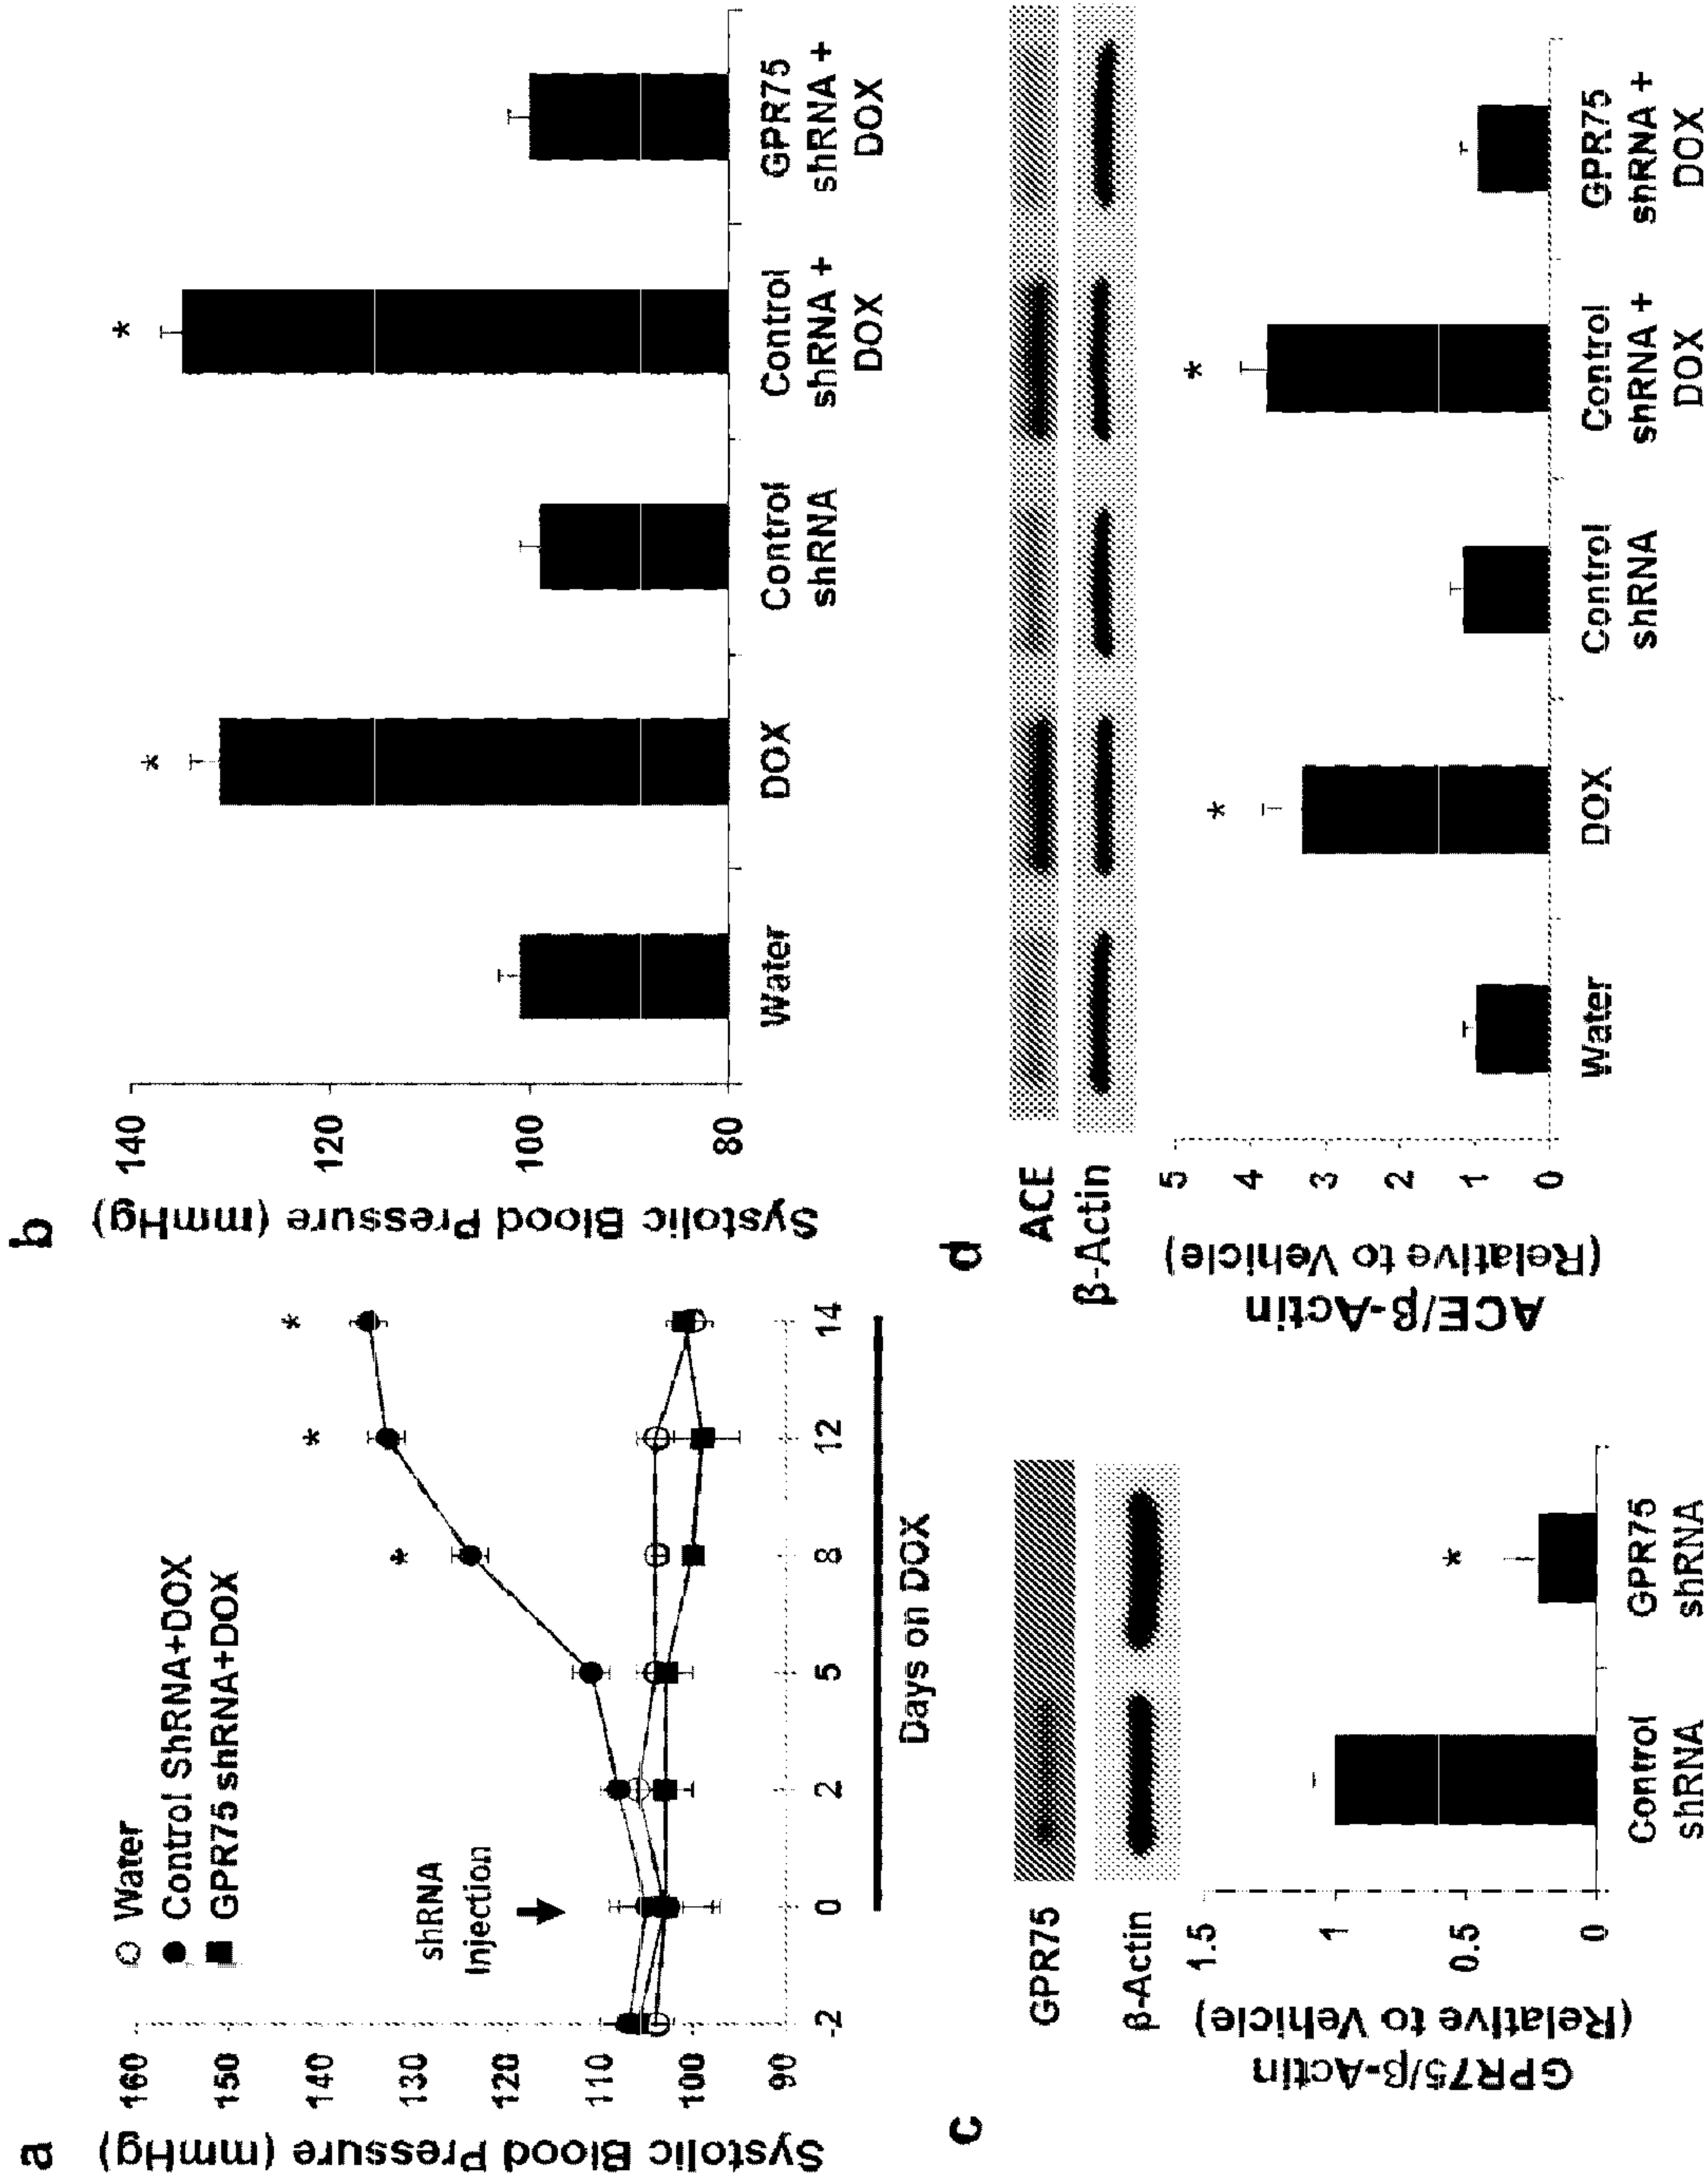 a
Systolic Blood Pressure (mmHg)
160
150
140
130
120
110
100
90
Water
Control ShRNA+DOX
GPR75 shRNA+DOX
shRNA
Injection
*
*
*
-2
0
2
5
8
12
14
Days on DOX
b
Systolic Blood Pressure (mmHg)
140
120
100
80
*
*
Water
DOX
Control
shRNA
Control
shRNA +
DOX
GPR75
shRNA +
DOX
c
GPR75
β-Actin
GPR75/β-Actin
(Relative to Vehicle)
1.5
1
0.5
0
*
Control
shRNA
GPR75
shRNA
d
ACE
β-Actin
ACE/β-Actin
(Relative to Vehicle)
5
4
3
2
1
0
*
*
Water
DOX
Control
shRNA
Control
shRNA +
DOX
GPR75
shRNA +
DOX